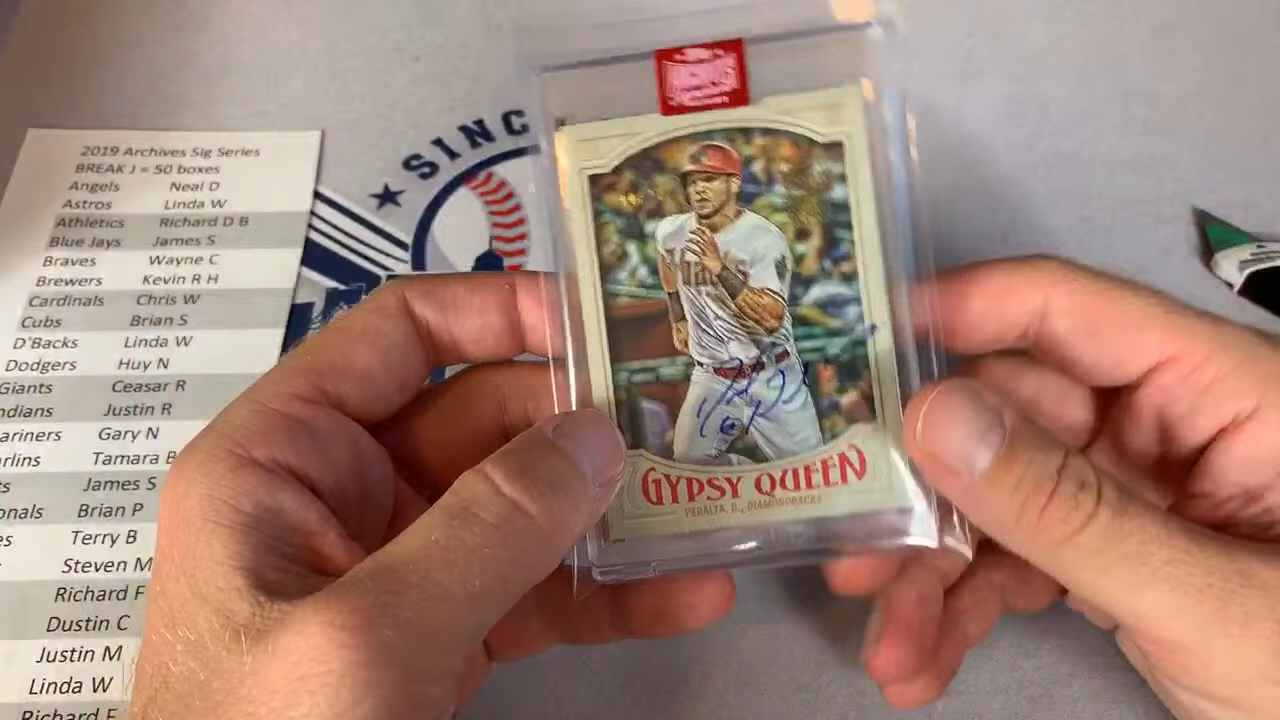 2019 Archives Sig Series
BREAK J = 50 boxes
Angels Neal D
Astros Linda W
Athletics Richard D B
Blue Jays James S
Braves Wayne C
Brewers Kevin R H
Cardinals Chris W
Cubs Brian S
D'Backs Linda W
Dodgers Huy N
Giants Ceasar R
ndians Justin R
ariners Gary N
arlins Tamara B
ts James S
onals Brian P
es Terry B
Steven M
Richard F
Dustin C
Justin M
Linda W
Richard F
SINC
GYPSY QUEEN
PERALTA, D., DIAMONDBACKS